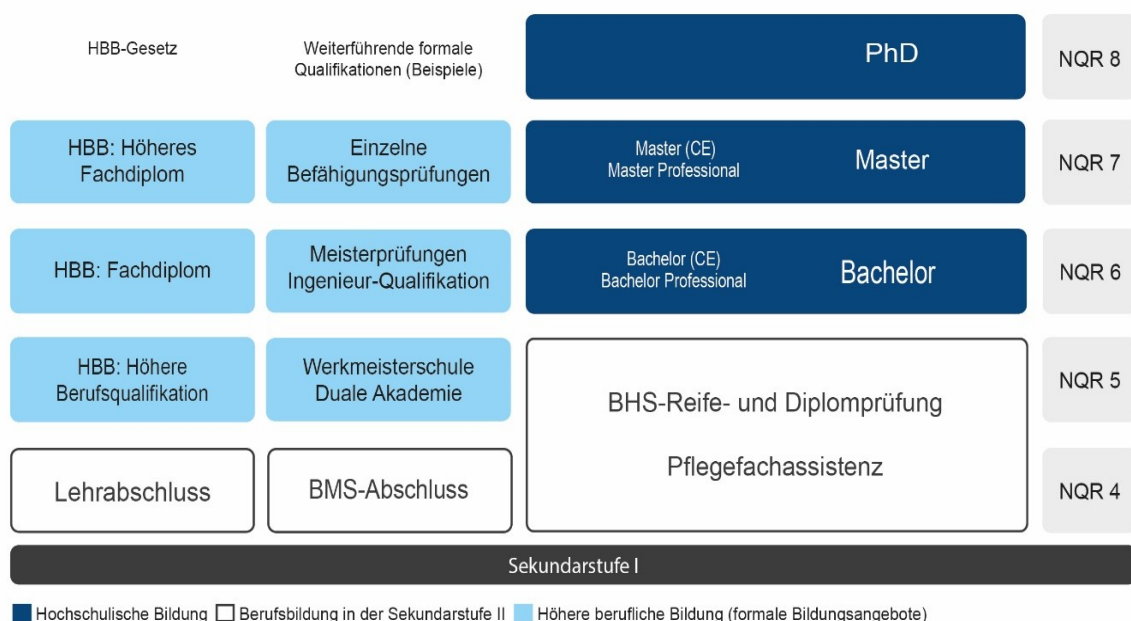 HBB-Gesetz
Weiterführende formale
Qualifikationen (Beispiele)
PhD
NQR 8
HBB: Höheres
Fachdiplom
Einzelne
Befähigungsprüfungen
Master (CE)
Master Professional
Master
NQR 7
HBB: Fachdiplom
Meisterprüfungen
Ingenieur-Qualifikation
Bachelor (CE)
Bachelor Professional
Bachelor
NQR 6
HBB: Höhere
Berufsqualifikation
Werkmeisterschule
Duale Akademie
BHS-Reife- und Diplomprüfung
Pflegefachassistenz
NQR 5
Lehrabschluss
BMS-Abschluss
NQR 4
Sekundarstufe I
Hochschulische Bildung
Berufsbildung in der Sekundarstufe II
Höhere berufliche Bildung (formale Bildungsangebote)